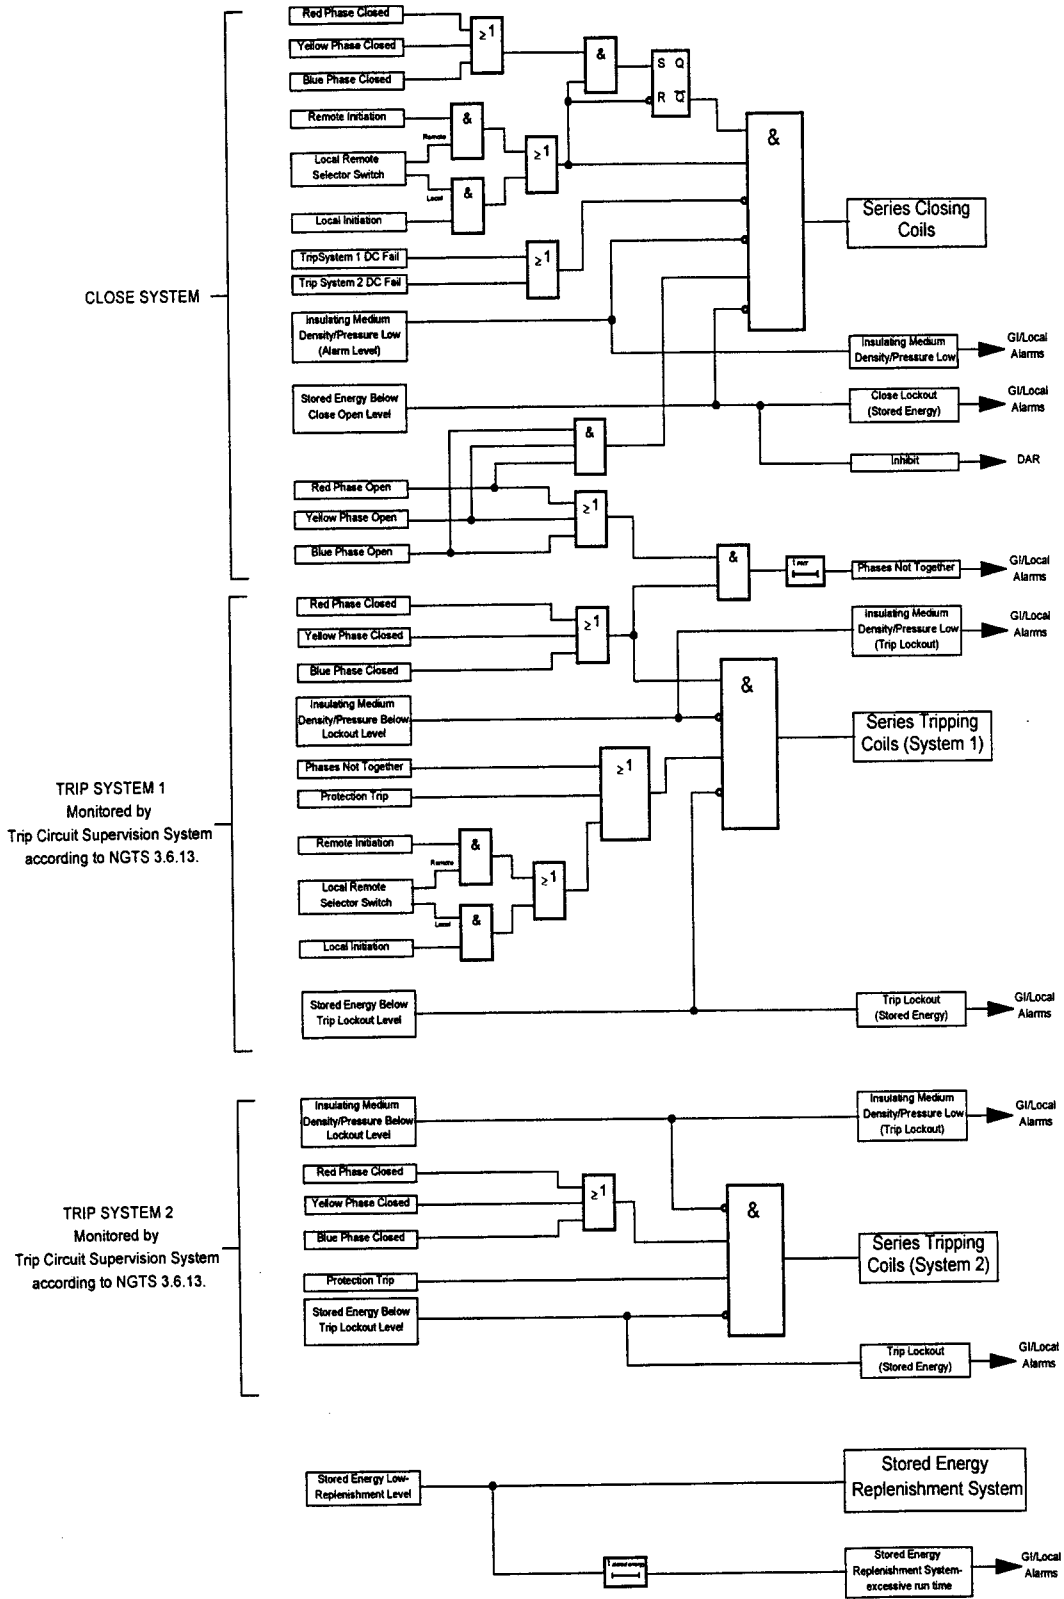 Red Phase Closed
Yellow Phase Closed
Blue Phase Closed
≥1
&
S Q
R Q̅
Remote Initiation
Local Remote
Selector Switch
Local Initiation
Remote
Local
&
&
≥1
&
TripSystem 1 DC Fail
Trip System 2 DC Fail
≥1
Series Closing
Coils
CLOSE SYSTEM
Insulating Medium
Density/Pressure Low
(Alarm Level)
Insulating Medium
Density/Pressure Low
GI/Local
Alarms
Stored Energy Below
Close Open Level
Close Lockout
(Stored Energy)
GI/Local
Alarms
&
Inhibit
DAR
Red Phase Open
Yellow Phase Open
Blue Phase Open
≥1
&
Phases Not Together
GI/Local
Alarms
Red Phase Closed
Yellow Phase Closed
Blue Phase Closed
≥1
Insulating Medium
Density/Pressure Low
(Trip Lockout)
GI/Local
Alarms
Insulating Medium
Density/Pressure Below
Lockout Level
&
Series Tripping
Coils (System 1)
Phases Not Together
Protection Trip
≥1
TRIP SYSTEM 1
Monitored by
Trip Circuit Supervision System
according to NGTS 3.6.13.
Remote Initiation
Local Remote
Selector Switch
Local Initiation
Remote
Local
&
&
≥1
Stored Energy Below
Trip Lockout Level
Trip Lockout
(Stored Energy)
GI/Local
Alarms
Insulating Medium
Density/Pressure Below
Lockout Level
Insulating Medium
Density/Pressure Low
(Trip Lockout)
GI/Local
Alarms
Red Phase Closed
Yellow Phase Closed
Blue Phase Closed
≥1
&
TRIP SYSTEM 2
Monitored by
Trip Circuit Supervision System
according to NGTS 3.6.13.
Series Tripping
Coils (System 2)
Protection Trip
Stored Energy Below
Trip Lockout Level
Trip Lockout
(Stored Energy)
GI/Local
Alarms
Stored Energy Low-
Replenishment Level
Stored Energy
Replenishment System
Stored Energy
Replenishment System-
excessive run time
GI/Local
Alarms